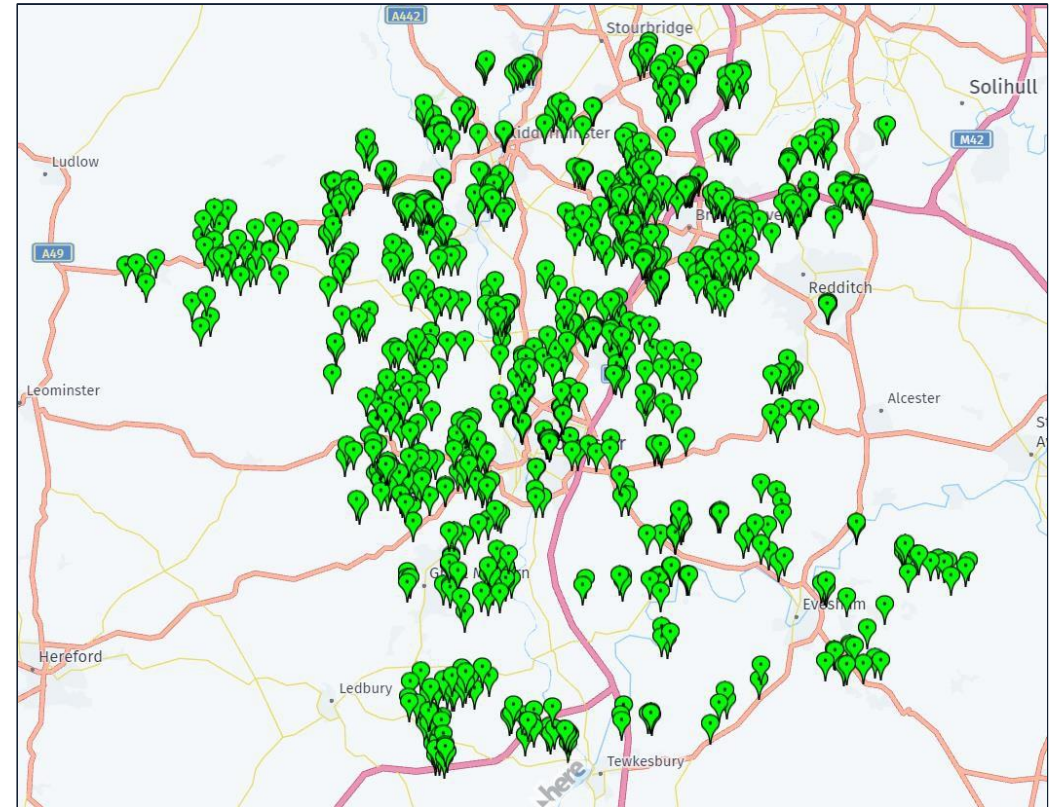 A442
Stourbridge
Solihull
M42
Ludlow
A49
Redditch
Leominster
Alcester
Hereford
Evesham
Ledbury
Tewkesbury
here